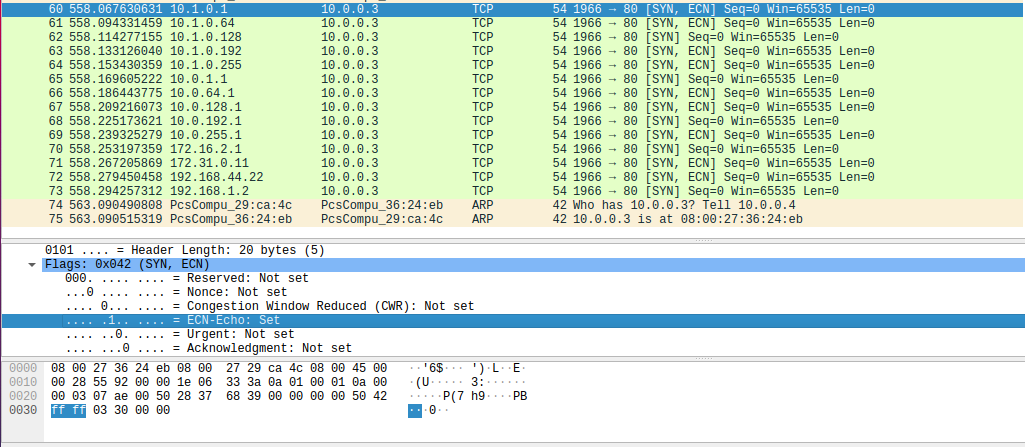 60 558.067630631 10.1.0.1 10.0.0.3 TCP 54 1966 → 80 [SYN, ECN] Seq=0 Win=65535 Len=0
61 558.094331459 10.1.0.64 10.0.0.3 TCP 54 1966 → 80 [SYN, ECN] Seq=0 Win=65535 Len=0
62 558.114277155 10.1.0.128 10.0.0.3 TCP 54 1966 → 80 [SYN] Seq=0 Win=65535 Len=0
63 558.133126040 10.1.0.192 10.0.0.3 TCP 54 1966 → 80 [SYN, ECN] Seq=0 Win=65535 Len=0
64 558.153430359 10.1.0.255 10.0.0.3 TCP 54 1966 → 80 [SYN, ECN] Seq=0 Win=65535 Len=0
65 558.169605222 10.0.1.1 10.0.0.3 TCP 54 1966 → 80 [SYN] Seq=0 Win=65535 Len=0
66 558.186443775 10.0.64.1 10.0.0.3 TCP 54 1966 → 80 [SYN, ECN] Seq=0 Win=65535 Len=0
67 558.209216073 10.0.128.1 10.0.0.3 TCP 54 1966 → 80 [SYN, ECN] Seq=0 Win=65535 Len=0
68 558.225173621 10.0.192.1 10.0.0.3 TCP 54 1966 → 80 [SYN] Seq=0 Win=65535 Len=0
69 558.239325279 10.0.255.1 10.0.0.3 TCP 54 1966 → 80 [SYN, ECN] Seq=0 Win=65535 Len=0
70 558.253197359 172.16.2.1 10.0.0.3 TCP 54 1966 → 80 [SYN] Seq=0 Win=65535 Len=0
71 558.267205869 172.31.0.11 10.0.0.3 TCP 54 1966 → 80 [SYN, ECN] Seq=0 Win=65535 Len=0
72 558.279450458 192.168.44.22 10.0.0.3 TCP 54 1966 → 80 [SYN] Seq=0 Win=65535 Len=0
73 558.294257312 192.168.1.2 10.0.0.3 TCP 54 1966 → 80 [SYN] Seq=0 Win=65535 Len=0
74 563.090490808 PcsCompu_29:ca:4c PcsCompu_36:24:eb ARP 42 Who has 10.0.0.3? Tell 10.0.0.4
75 563.090515319 PcsCompu_36:24:eb PcsCompu_29:ca:4c ARP 42 10.0.0.3 is at 08:00:27:36:24:eb
0101 .... = Header Length: 20 bytes (5)
Flags: 0x042 (SYN, ECN)
000. .... .... = Reserved: Not set
...0 .... .... = Nonce: Not set
.... 0... .... = Congestion Window Reduced (CWR): Not set
.... .1.. .... = ECN-Echo: Set
.... ..0. .... = Urgent: Not set
.... ...0 .... = Acknowledgment: Not set
0000 08 00 27 36 24 eb 08 00 27 29 ca 4c 08 00 45 00 ··'6$··· ')·L··E·
0010 00 28 55 92 00 00 1e 06 33 3a 0a 01 00 01 0a 00 ·(U····· 3:······
0020 00 03 07 ae 00 50 28 37 68 39 00 00 00 00 50 42 ·····P(7 h9····PB
0030 ff ff 03 30 00 00 ···0··